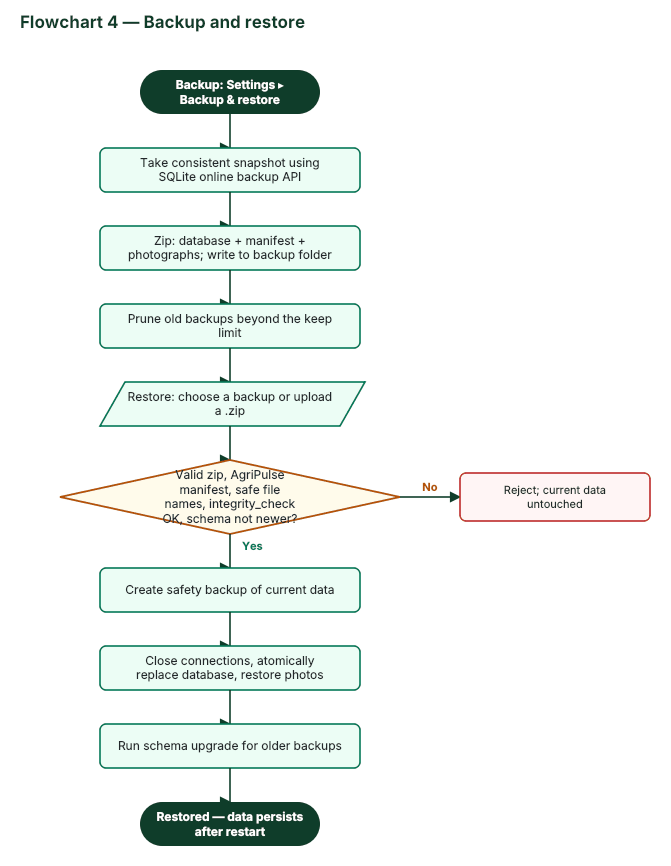 Flowchart 4 — Backup and restore
Backup: Settings ▸
Backup & restore
Take consistent snapshot using
SQLite online backup API
Zip: database + manifest +
photographs; write to backup folder
Prune old backups beyond the keep
limit
Restore: choose a backup or upload
a .zip
Valid zip, AgriPulse
manifest, safe file
names, integrity_check
OK, schema not newer?
No
Reject; current data
untouched
Yes
Create safety backup of current data
Close connections, atomically
replace database, restore photos
Run schema upgrade for older backups
Restored — data persists
after restart